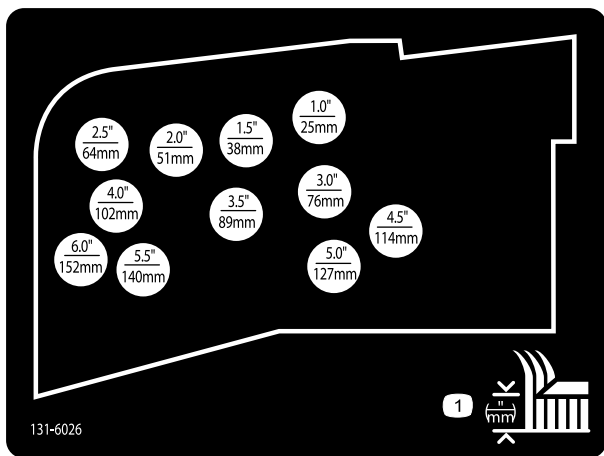 2.5"
64mm
2.0"
51mm
1.5"
38mm
1.0"
25mm
4.0"
102mm
3.5"
89mm
3.0"
76mm
4.5"
114mm
6.0"
152mm
5.5"
140mm
5.0"
127mm
1
"
(mm)
131-6026